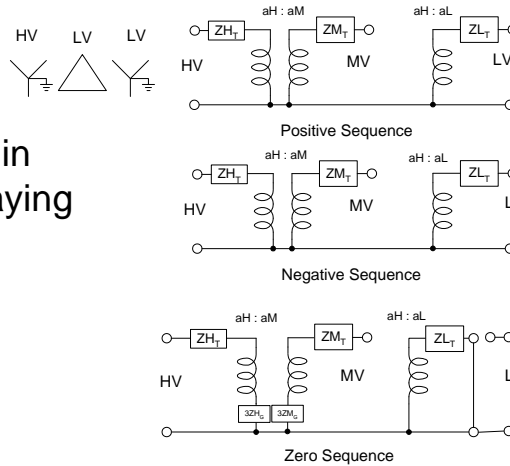 HV LV LV
in
aying
aH : aM aH : aL
ZH_T ZM_T ZL_T
HV MV LV
Positive Sequence
aH : aM aH : aL
ZH_T ZM_T ZL_T
HV MV L
Negative Sequence
aH : aM aH : aL
ZH_T ZM_T ZL_T
HV MV L
3ZH_G 3ZM_G
Zero Sequence